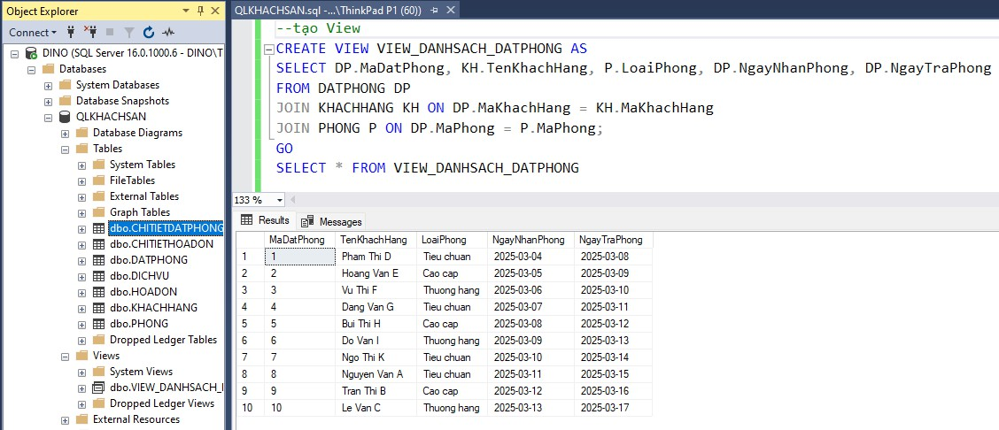 Object Explorer
Connect
DINO (SQL Server 16.0.1000.6 - DINO\T
Databases
System Databases
Database Snapshots
QLKHACHSAN
Database Diagrams
Tables
System Tables
FileTables
External Tables
Graph Tables
dbo.CHITIETDATPHONG
dbo.CHITIETHOADON
dbo.DATPHONG
dbo.DICHVU
dbo.HOADON
dbo.KHACHHANG
dbo.PHONG
Dropped Ledger Tables
Views
System Views
dbo.VIEW_DANHSACH_
Dropped Ledger Views
External Resources
QLKHACHSAN.sql -...\ThinkPad P1 (60))
--tạo View
CREATE VIEW VIEW_DANHSACH_DATPHONG AS
SELECT DP.MaDatPhong, KH.TenKhachHang, P.LoaiPhong, DP.NgayNhanPhong, DP.NgayTraPhong
FROM DATPHONG DP
JOIN KHACHHANG KH ON DP.MaKhachHang = KH.MaKhachHang
JOIN PHONG P ON DP.MaPhong = P.MaPhong;
GO
SELECT * FROM VIEW_DANHSACH_DATPHONG
133 %
Results Messages
MaDatPhong TenKhachHang LoaiPhong NgayNhanPhong NgayTraPhong
1 1 Pham Thi D Tieu chuan 2025-03-04 2025-03-08
2 2 Hoang Van E Cao cap 2025-03-05 2025-03-09
3 3 Vu Thi F Thuong hang 2025-03-06 2025-03-10
4 4 Dang Van G Tieu chuan 2025-03-07 2025-03-11
5 5 Bui Thi H Cao cap 2025-03-08 2025-03-12
6 6 Do Van I Thuong hang 2025-03-09 2025-03-13
7 7 Ngo Thi K Tieu chuan 2025-03-10 2025-03-14
8 8 Nguyen Van A Tieu chuan 2025-03-11 2025-03-15
9 9 Tran Thi B Cao cap 2025-03-12 2025-03-16
10 10 Le Van C Thuong hang 2025-03-13 2025-03-17